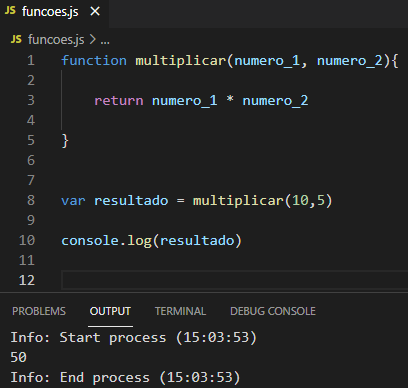 JS funcoes.js ×
JS funcoes.js > ...
1 function multiplicar(numero_1, numero_2){
2
3 return numero_1 * numero_2
4
5 }
6
7
8 var resultado = multiplicar(10,5)
9
10 console.log(resultado)
11
12
PROBLEMS OUTPUT TERMINAL DEBUG CONSOLE
Info: Start process (15:03:53)
50
Info: End process (15:03:53)